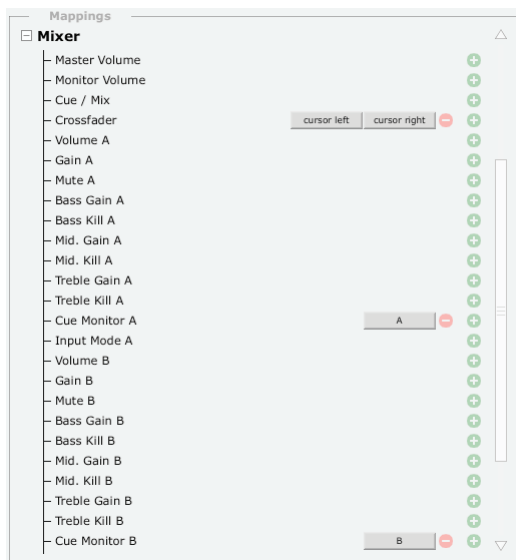 Mappings
Mixer
Master Volume
Monitor Volume
Cue / Mix
Crossfader cursor left cursor right
Volume A
Gain A
Mute A
Bass Gain A
Bass Kill A
Mid. Gain A
Mid. Kill A
Treble Gain A
Treble Kill A
Cue Monitor A A
Input Mode A
Volume B
Gain B
Mute B
Bass Gain B
Bass Kill B
Mid. Gain B
Mid. Kill B
Treble Gain B
Treble Kill B
Cue Monitor B B